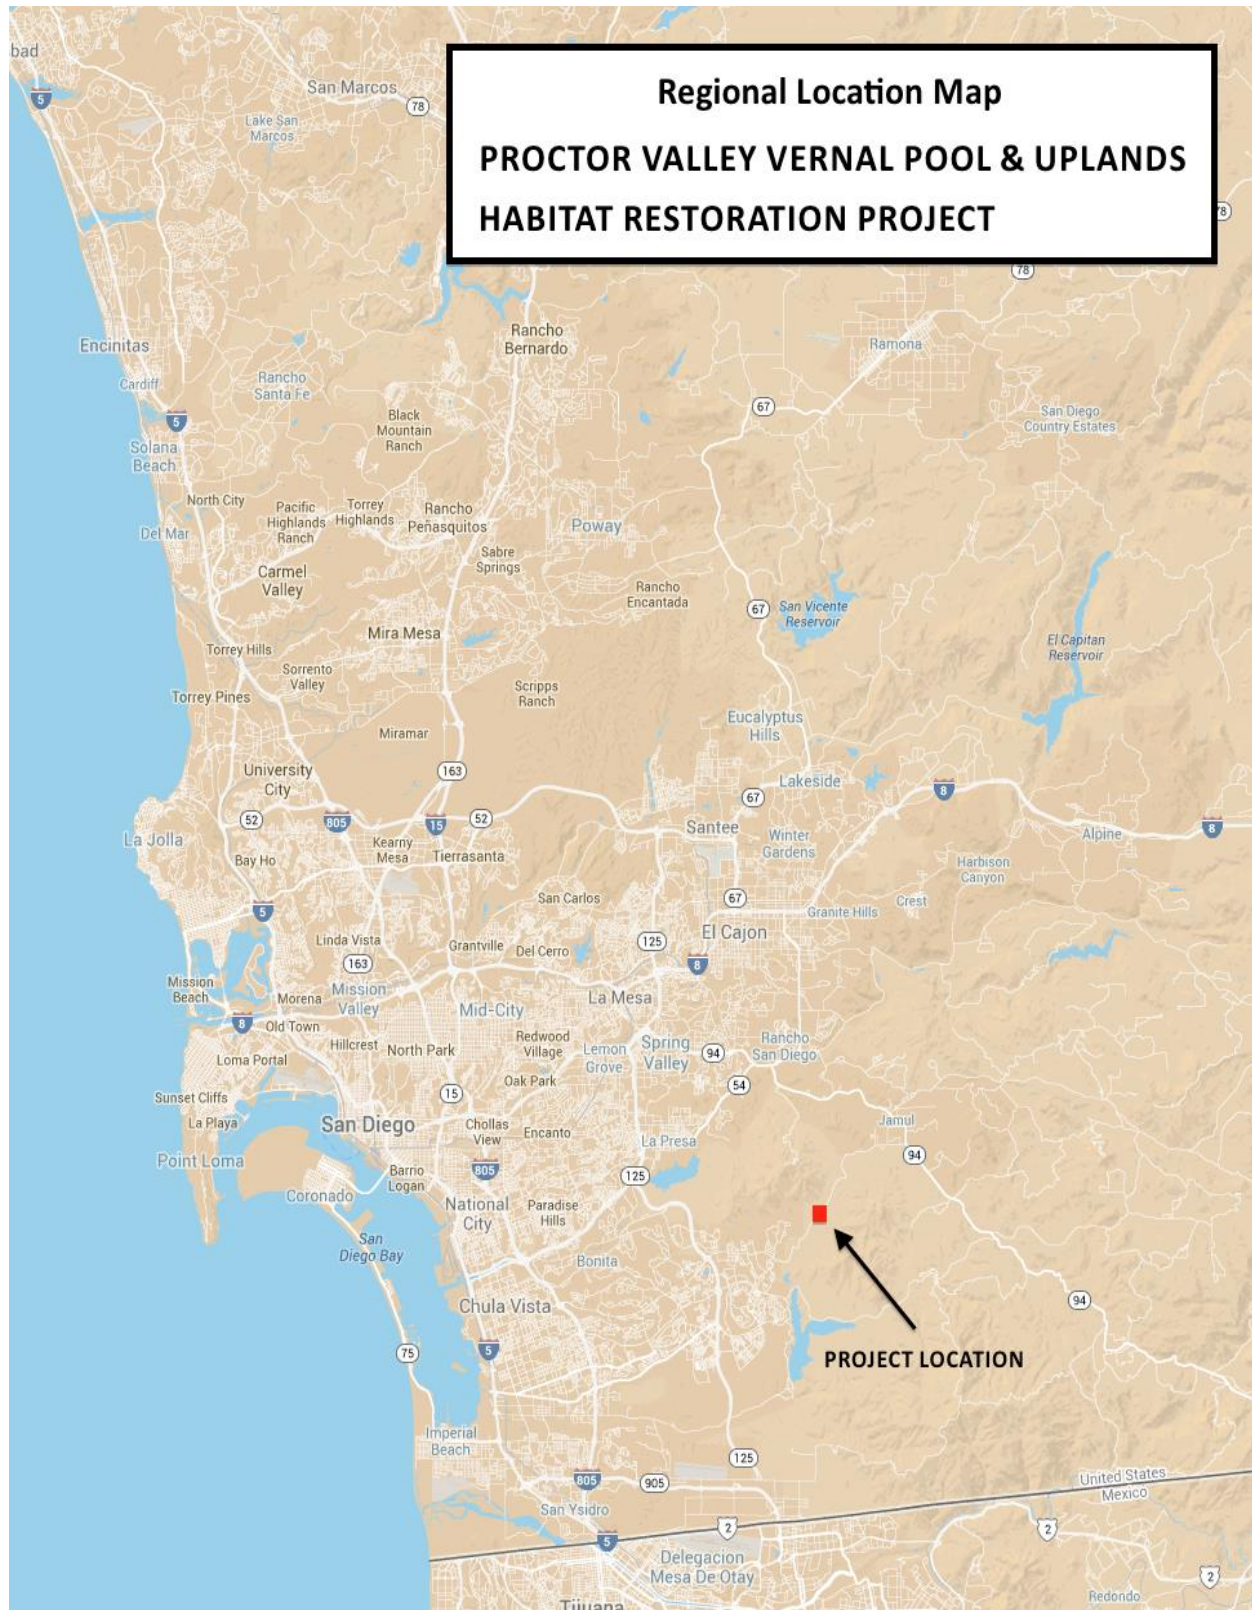 bad
5
San Marcos
78
Lake San
Marcos
Regional Location Map
PROCTOR VALLEY VERNAL POOL & UPLANDS
HABITAT RESTORATION PROJECT
78
78
Rancho
Bernardo
Ramona
Encinitas
Cardiff
Rancho
Santa Fe
67
Black
Mountain
Ranch
San Diego
Country Estates
5
Solana
Beach
North City
Pacific
Highlands
Ranch
Torrey
Highlands
Rancho
Peñasquitos
Poway
Del Mar
Sabre
Springs
Carmel
Valley
Rancho
Encantada
67
San Vicente
Reservoir
Mira Mesa
El Capitan
Reservoir
Torrey Hills
Sorrento
Valley
Scripps
Ranch
Torrey Pines
Eucalyptus
Hills
Miramar
University
City
163
Lakeside
8
67
52
805
15
52
Santee
Winter
Gardens
Alpine
8
La Jolla
Kearny
Mesa
Tierrasanta
Bay Ho
Harbison
Canyon
San Carlos
67
Crest
Granite Hills
5
Linda Vista
Grantville
Del Cerro
125
El Cajon
163
8
Mission
Beach
Morena
Mission
Valley
Mid-City
La Mesa
8
Old Town
Hillcrest
North Park
Redwood
Village
Lemon
Grove
Spring
Valley
94
Rancho
San Diego
Loma Portal
Oak Park
54
15
Sunset Cliffs
La Playa
San Diego
Chollas
View
Encanto
La Presa
Jamul
94
Point Loma
Barrio
Logan
805
125
Coronado
National
City
Paradise
Hills
San
Diego Bay
Bonita
Chula Vista
94
5
75
PROJECT LOCATION
Imperial
Beach
125
805
905
United States
Mexico
San Ysidro
2
2
5
Delegacion
Mesa De Otay
2
Redondo
Tijuana